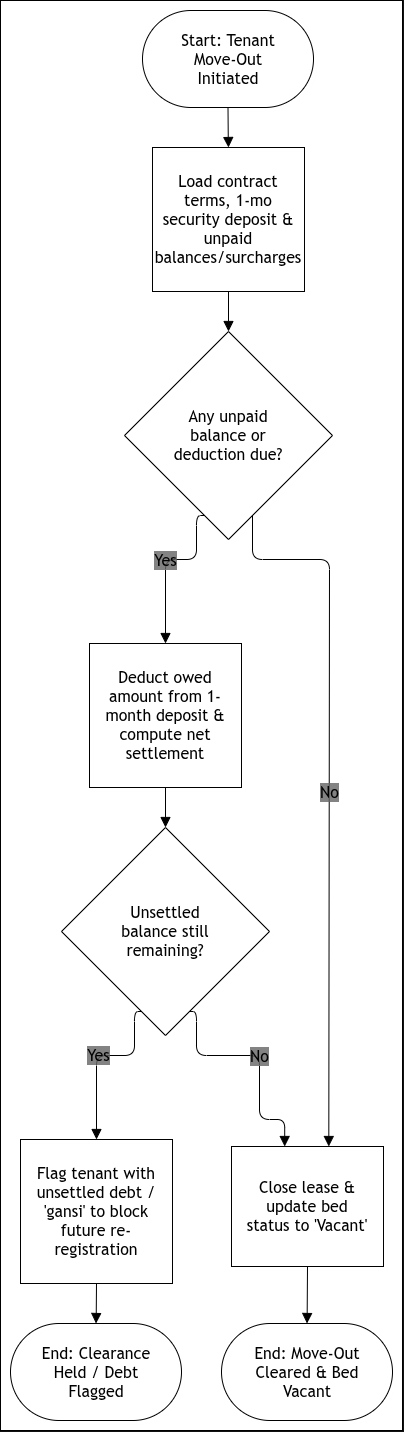 Start: Tenant
Move-Out
Initiated
Load contract
terms, 1-mo
security deposit &
unpaid
balances/surcharges
Any unpaid
balance or
deduction due?
Yes
Deduct owed
amount from 1-
month deposit &
compute net
settlement
No
Unsettled
balance still
remaining?
Yes
No
Flag tenant with
unsettled debt /
'gansi' to block
future re-
registration
Close lease &
update bed
status to 'Vacant'
End: Clearance
Held / Debt
Flagged
End: Move-Out
Cleared & Bed
Vacant